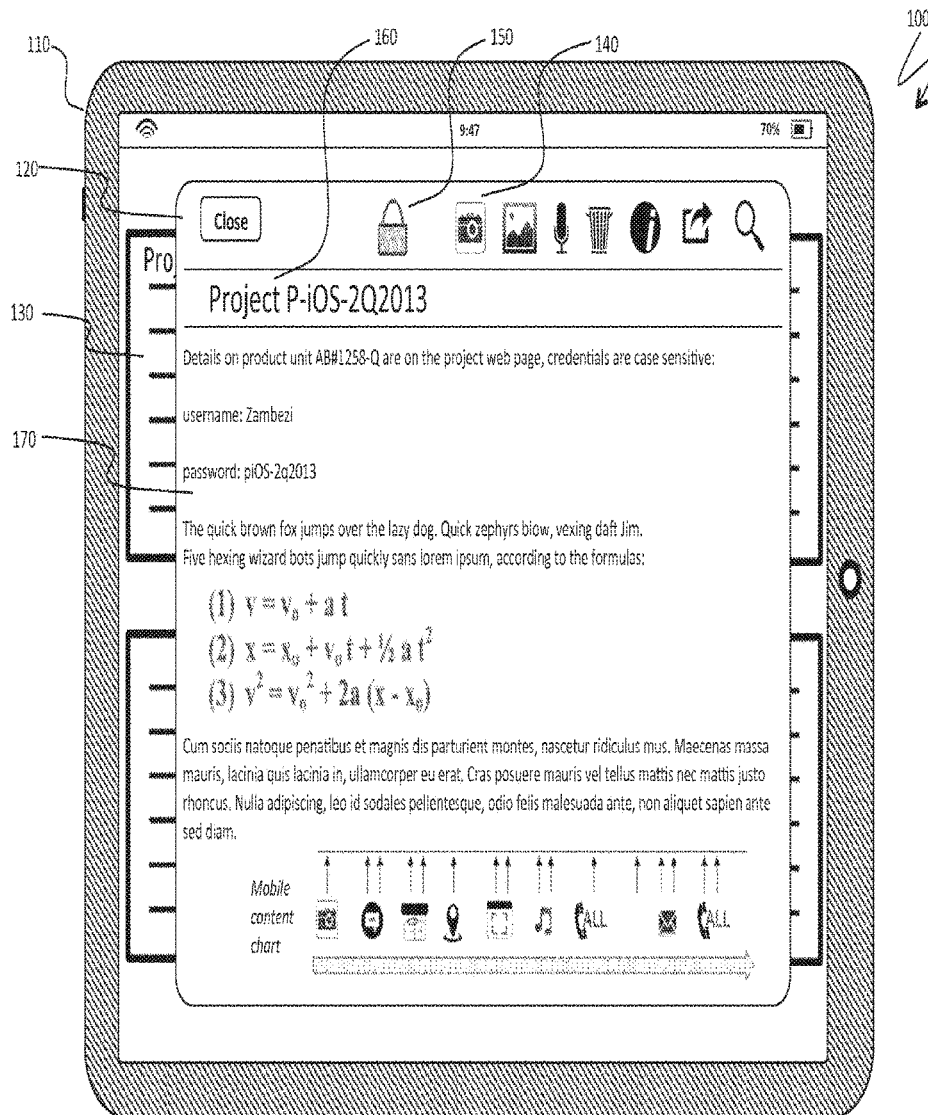 100
160
150
140
110
9:47
70%
120
Close
Pro
Project P-iOS-2Q2013
130
Details on product unit AB#1258-Q are on the project web page, credentials are case sensitive:
username: Zambezi
170
password: piOS-2q2013
The quick brown fox jumps over the lazy dog. Quick zephyrs blow, vexing daft Jim.
Five hexing wizard bots jump quickly sans lorem ipsum, according to the formulas:
(1) v = v₀ + a t
(2) x = x₀ + v₀ t + ½ a t²
(3) v² = v₀² + 2a (x - x₀)
Cum sociis natoque penatibus et magnis dis parturient montes, nascetur ridiculus mus. Maecenas massa
mauris, lacinia quis lacinia in, ullamcorper eu erat. Cras posuere mauris vel tellus mattis nec mattis justo
rhoncus. Nulla adipiscing, leo id sodales pellentesque, odio felis malesuada ante, non aliquet sapien ante
sed diam.
Mobile
content
chart
CALL
CALL